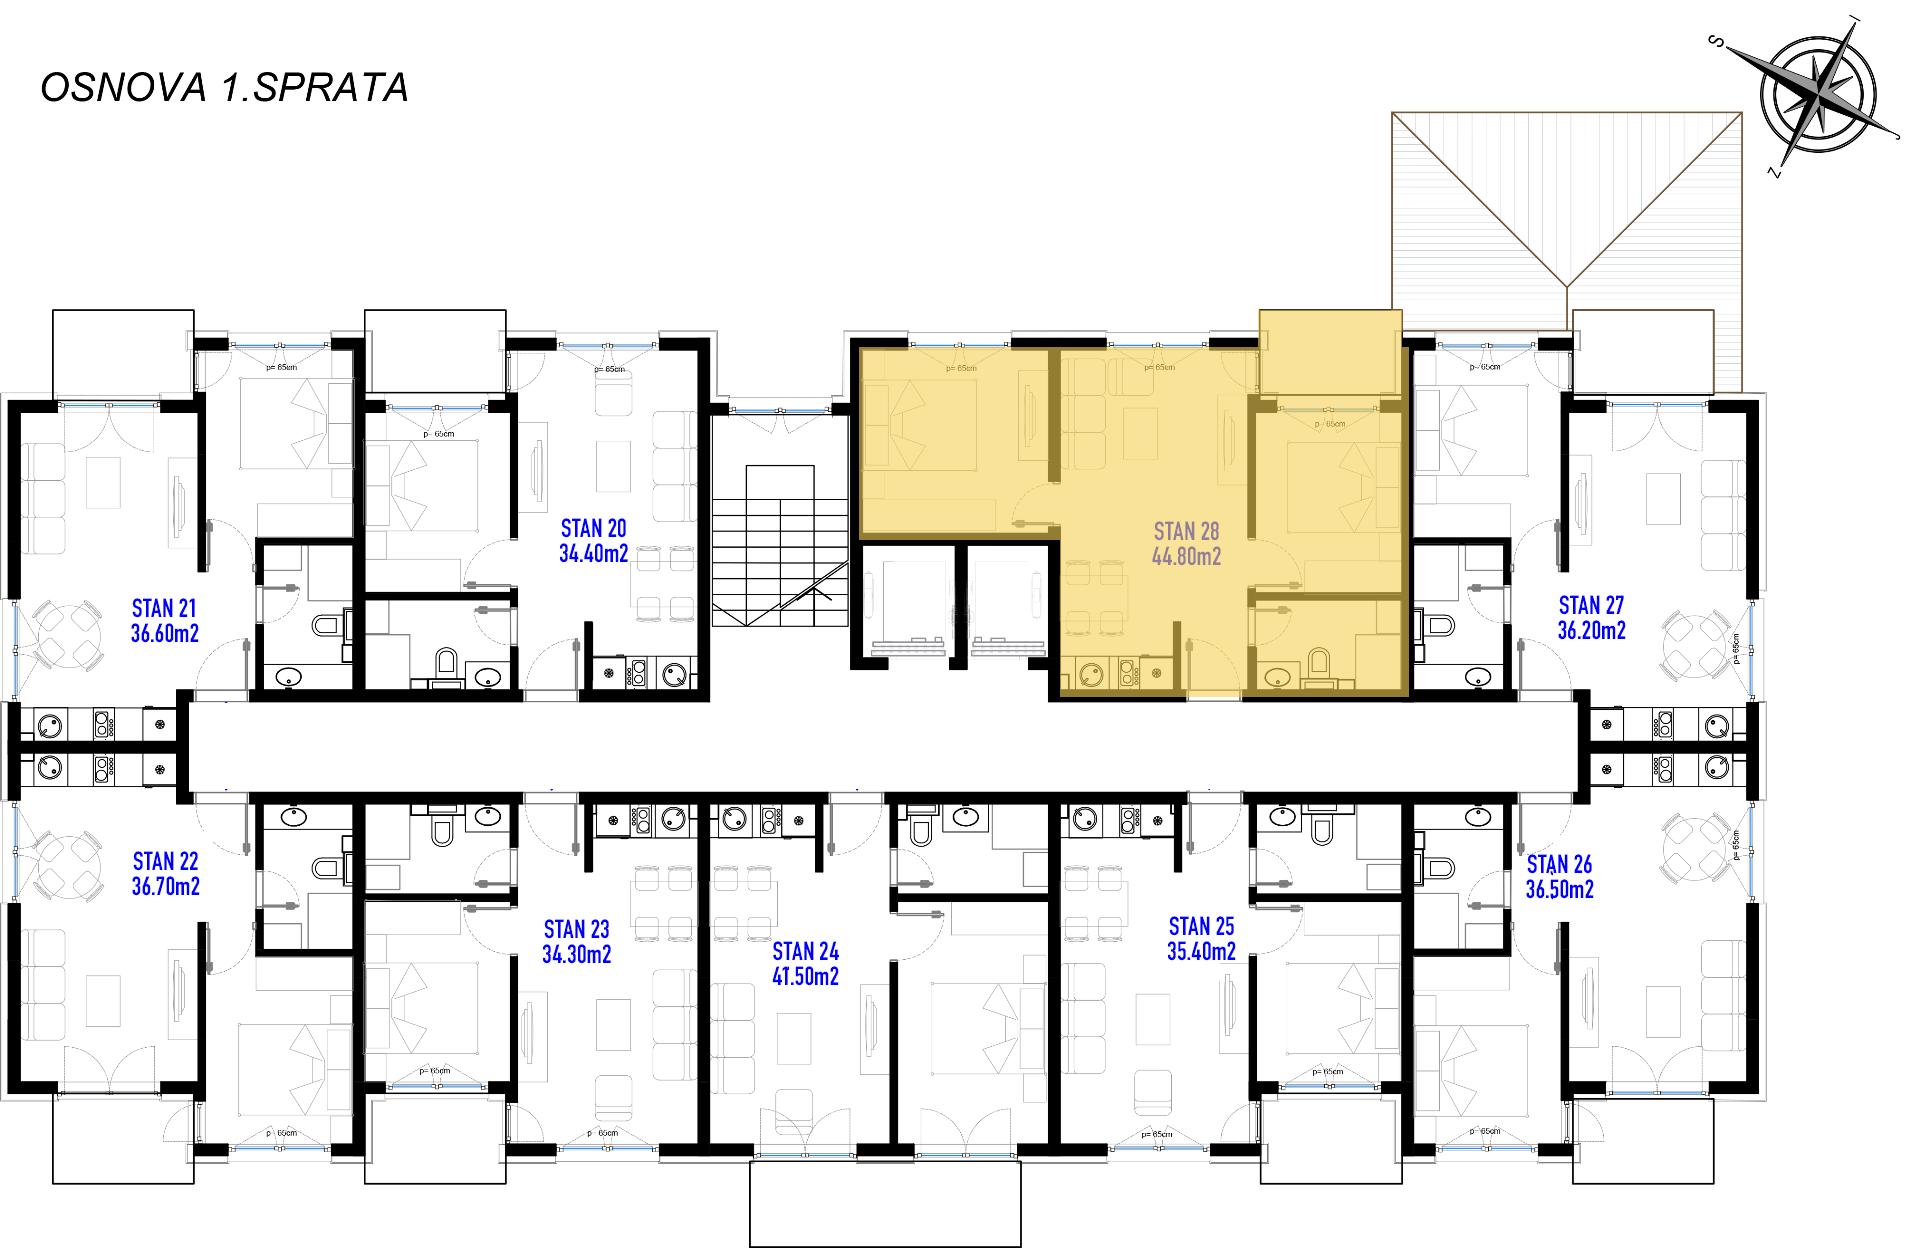 OSNOVA 1.SPRATA
S
I
J
Z
p= 65cm
p= 65cm
p= 65cm
p= 65cm
p= 65cm
p= 65cm
p= 65cm
STAN 20
34.40m2
STAN 28
44.80m2
STAN 21
36.60m2
STAN 27
36.20m2
p= 65cm
STAN 22
36.70m2
p= 65cm
STAN 26
36.50m2
STAN 23
34.30m2
STAN 24
41.50m2
STAN 25
35.40m2
p= 65cm
p= 65cm
p= 65cm
p= 65cm
p= 65cm
p= 65cm